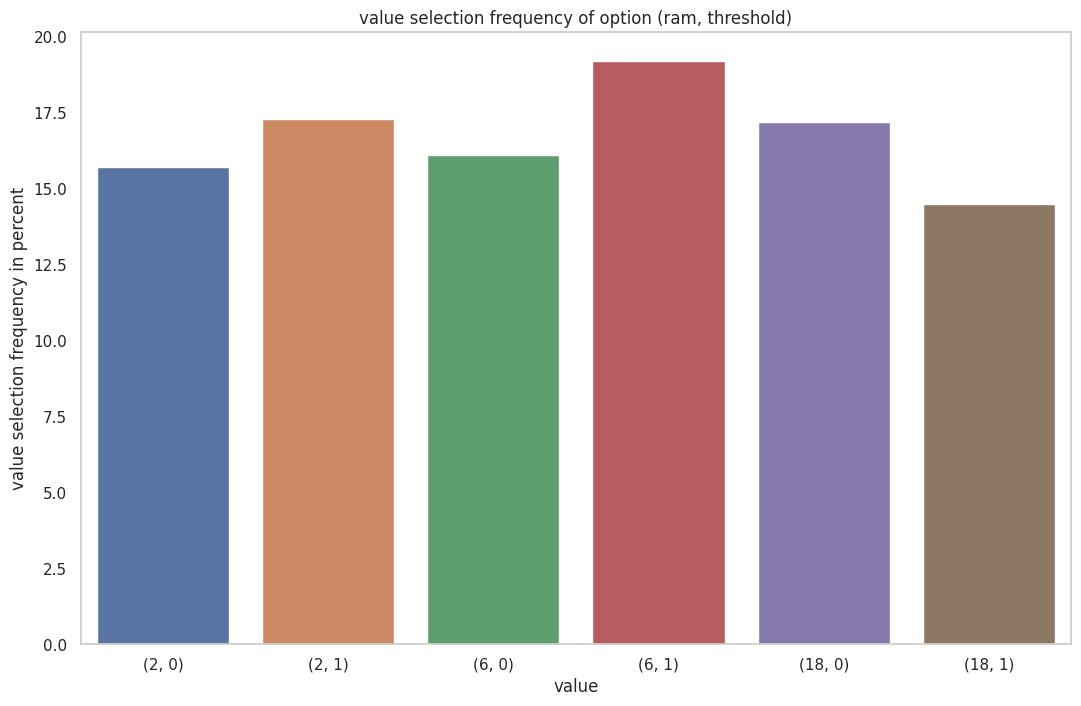 value selection frequency of option (ram, threshold)
value selection frequency in percent
20.0
17.5
15.0
12.5
10.0
7.5
5.0
2.5
0.0
(2, 0) (2, 1) (6, 0) (6, 1) (18, 0) (18, 1)
value